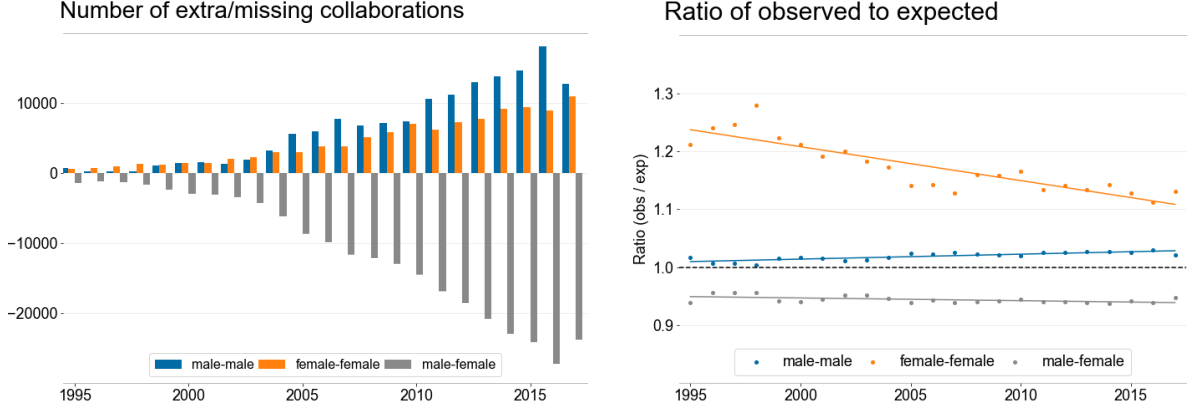 Number of extra/missing collaborations
10000
0
−10000
−20000
male-male female-female male-female
1995 2000 2005 2010 2015
Ratio of observed to expected
Ratio (obs / exp)
1.3
1.2
1.1
1.0
0.9
male-male female-female male-female
1995 2000 2005 2010 2015